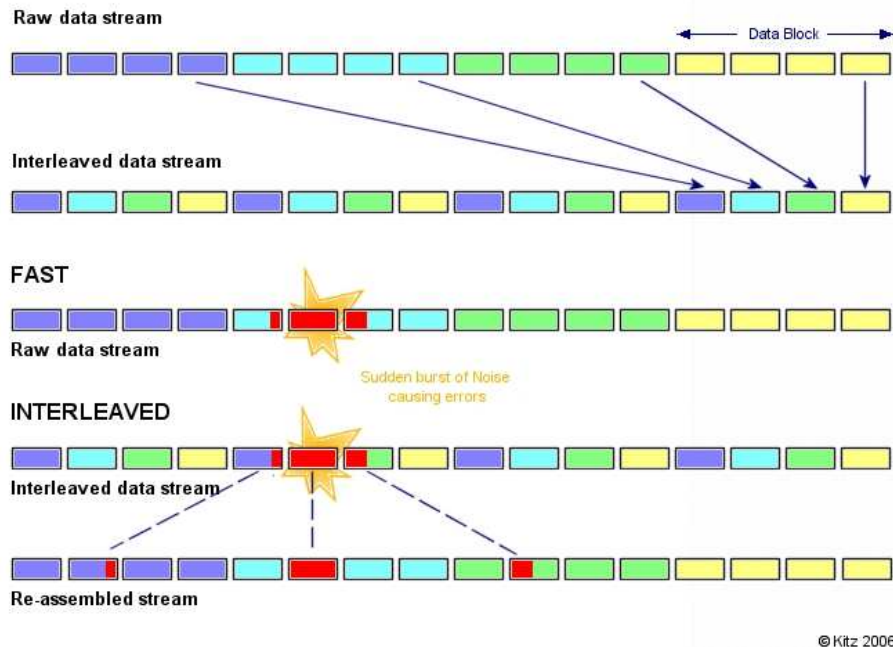 Raw data stream
Data Block
Interleaved data stream
FAST
Raw data stream
Sudden burst of Noise
causing errors
INTERLEAVED
Interleaved data stream
Re-assembled stream
© Kitz 2006